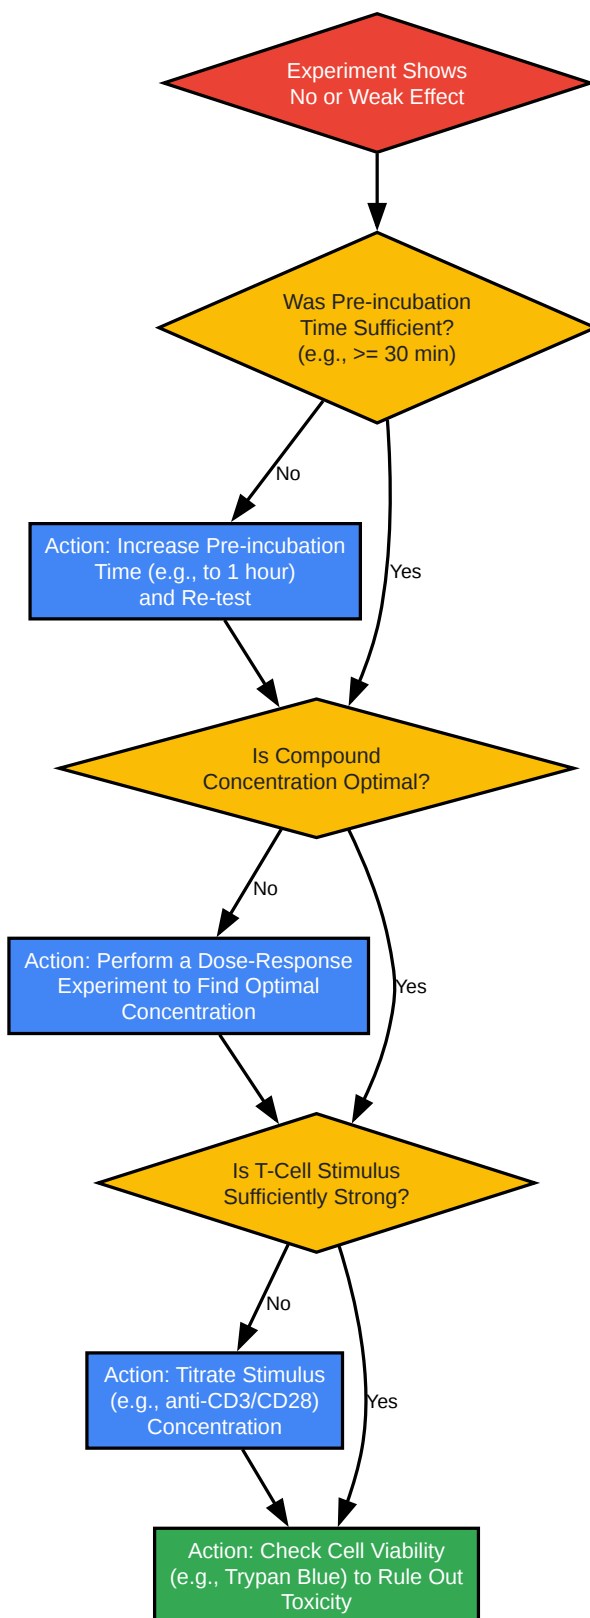 Experiment Shows
No or Weak Effect
Was Pre-incubation
Time Sufficient?
(e.g., >= 30 min)
No
Yes
Action: Increase Pre-incubation
Time (e.g., to 1 hour)
and Re-test
Is Compound
Concentration Optimal?
No
Yes
Action: Perform a Dose-Response
Experiment to Find Optimal
Concentration
Is T-Cell Stimulus
Sufficiently Strong?
No
Yes
Action: Titrate Stimulus
(e.g., anti-CD3/CD28)
Concentration
Action: Check Cell Viability
(e.g., Trypan Blue) to Rule Out
Toxicity